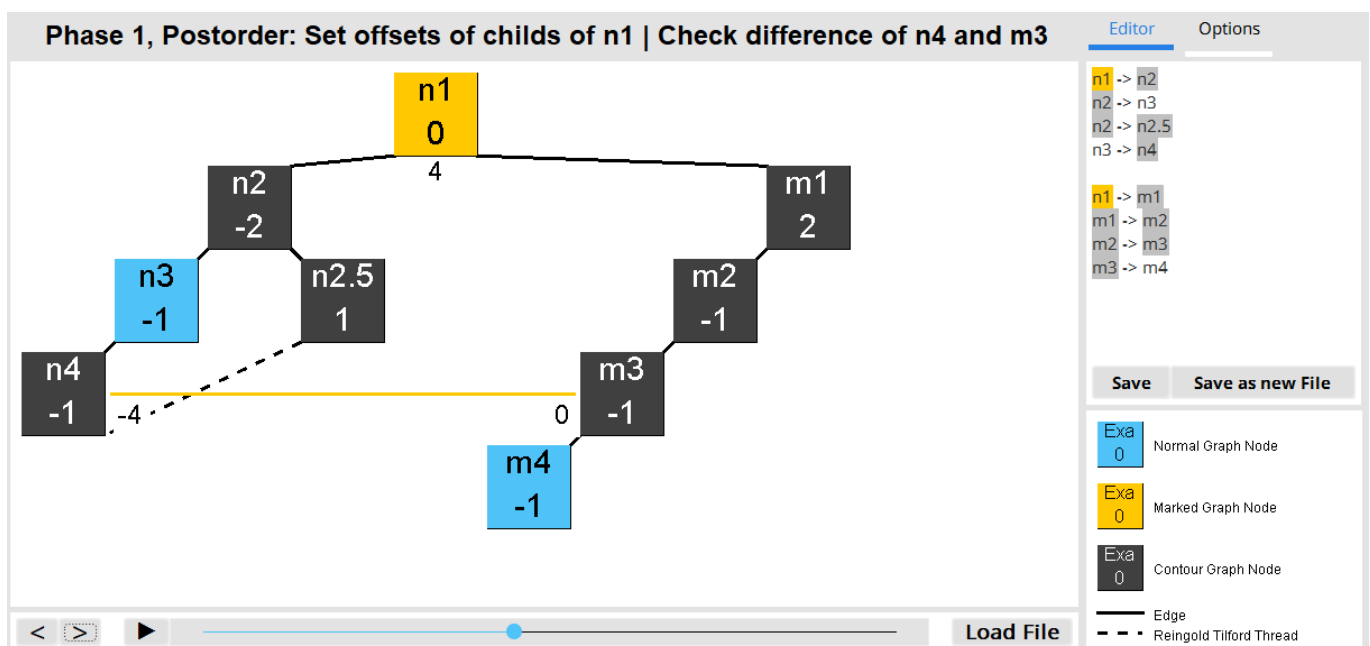 Phase 1, Postorder: Set offsets of childs of n1 | Check difference of n4 and m3
Editor Options
n1
0
4
n2
-2
m1
2
n3
-1
n2.5
1
m2
-1
n4
-1
-4
0
m3
-1
m4
-1
n1 -> n2
n2 -> n3
n2 -> n2.5
n3 -> n4
n1 -> m1
m1 -> m2
m2 -> m3
m3 -> m4
Save Save as new File
Exa
0
Normal Graph Node
Exa
0
Marked Graph Node
Exa
0
Contour Graph Node
Edge
Reingold Tilford Thread
< >
Load File